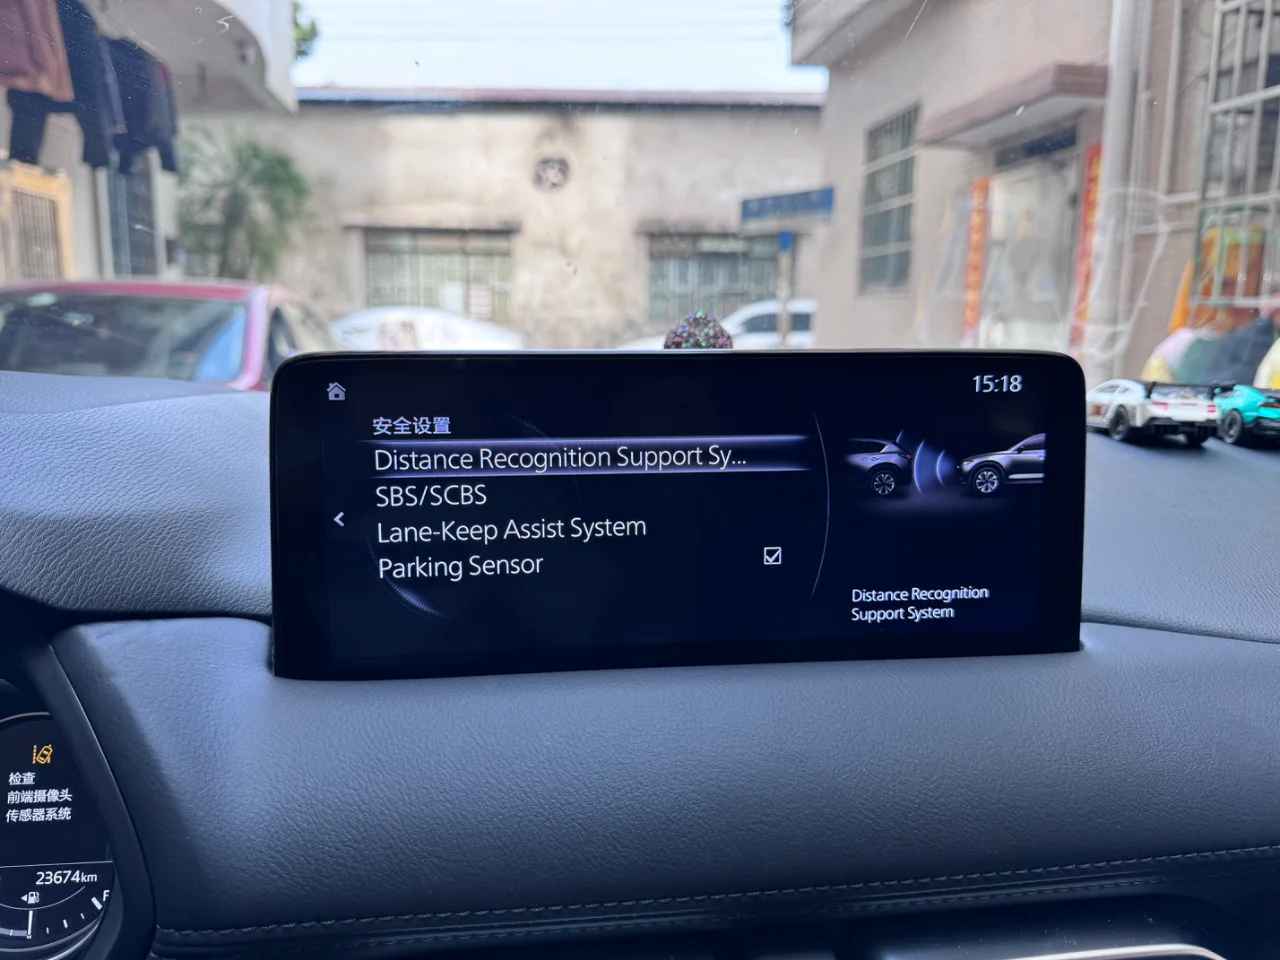 15:18
安全设置
Distance Recognition Support Sy...
SBS/SCBS
Lane-Keep Assist System
Parking Sensor
Distance Recognition
Support System
检查
前端摄像头
传感器系统
23674km
F